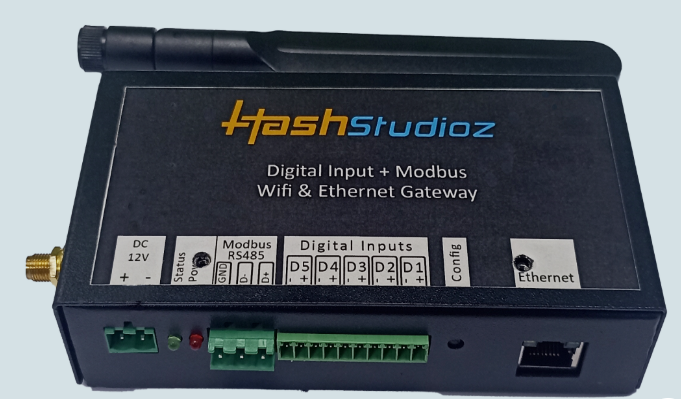 HashStudioz
Digital Input + Modbus
Wifi & Ethernet Gateway
DC
12V
+ -
Status
Modbus
RS485
GND
D-
D+
Digital Inputs
D5 D4 D3 D2 D1
- + - + - + - + - +
Config
Ethernet